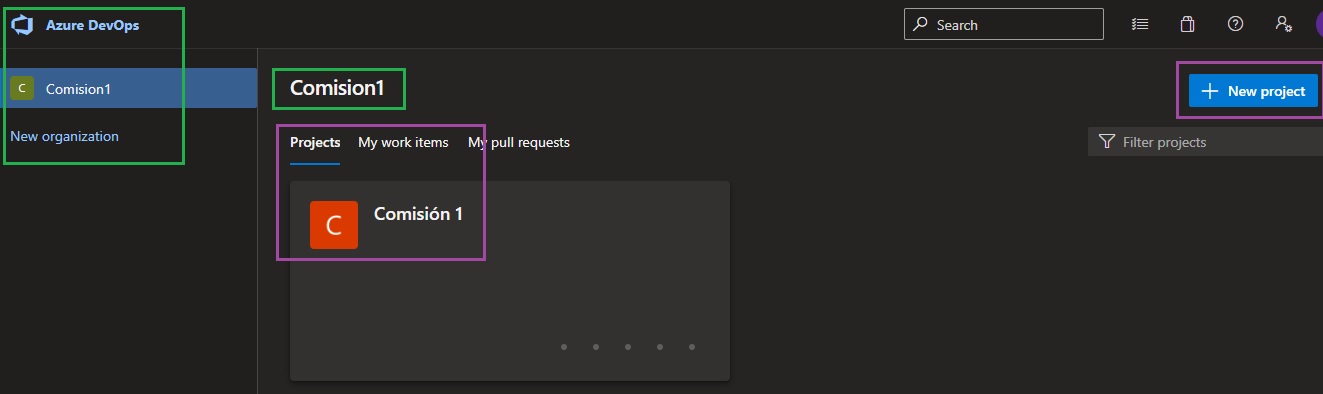 Azure DevOps
Search
C
Comision1
New organization
Comision1
New project
Projects
My work items
My pull requests
Filter projects
C
Comisión 1